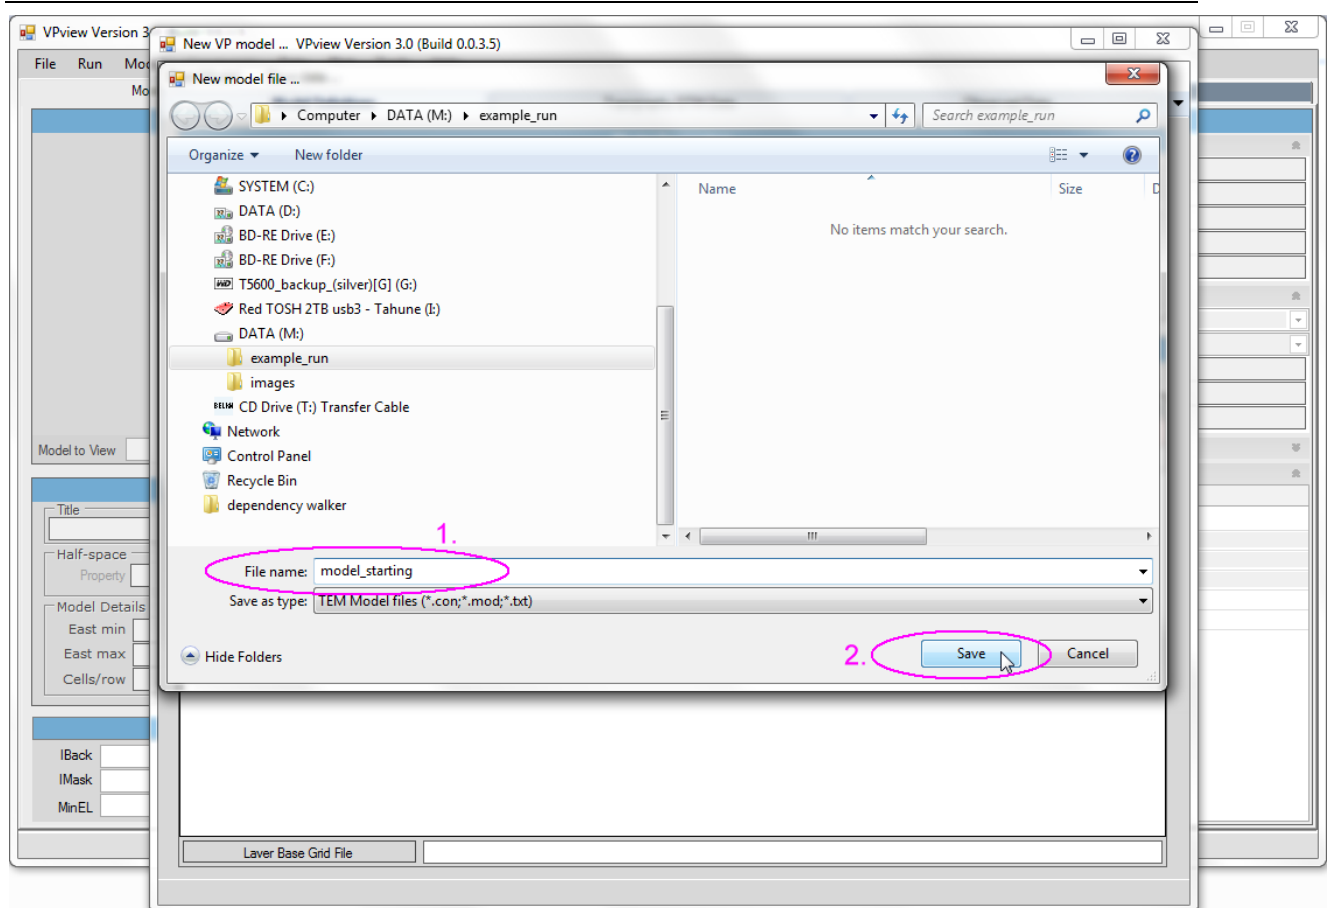 VPview Version 3
New VP model ... VPview Version 3.0 (Build 0.0.3.5)
File Run Mod
New model file ...
Mo
Computer ▸ DATA (M:) ▸ example_run
Search example_run
Organize
New folder
SYSTEM (C:)
Name
Size
D
DATA (D:)
No items match your search.
BD-RE Drive (E:)
BD-RE Drive (F:)
T5600_backup_(silver)[G] (G:)
Red TOSH 2TB usb3 - Tahune (I:)
DATA (M:)
example_run
images
CD Drive (T:) Transfer Cable
Network
Model to View
Control Panel
Recycle Bin
dependency walker
Title
1.
Half-space
File name: model_starting
Property
Save as type: TEM Model files (*.con;*.mod;*.txt)
Model Details
East min
East max
Hide Folders
2.
Save
Cancel
Cells/row
IBack
IMask
MinEL
Laver Base Grid File